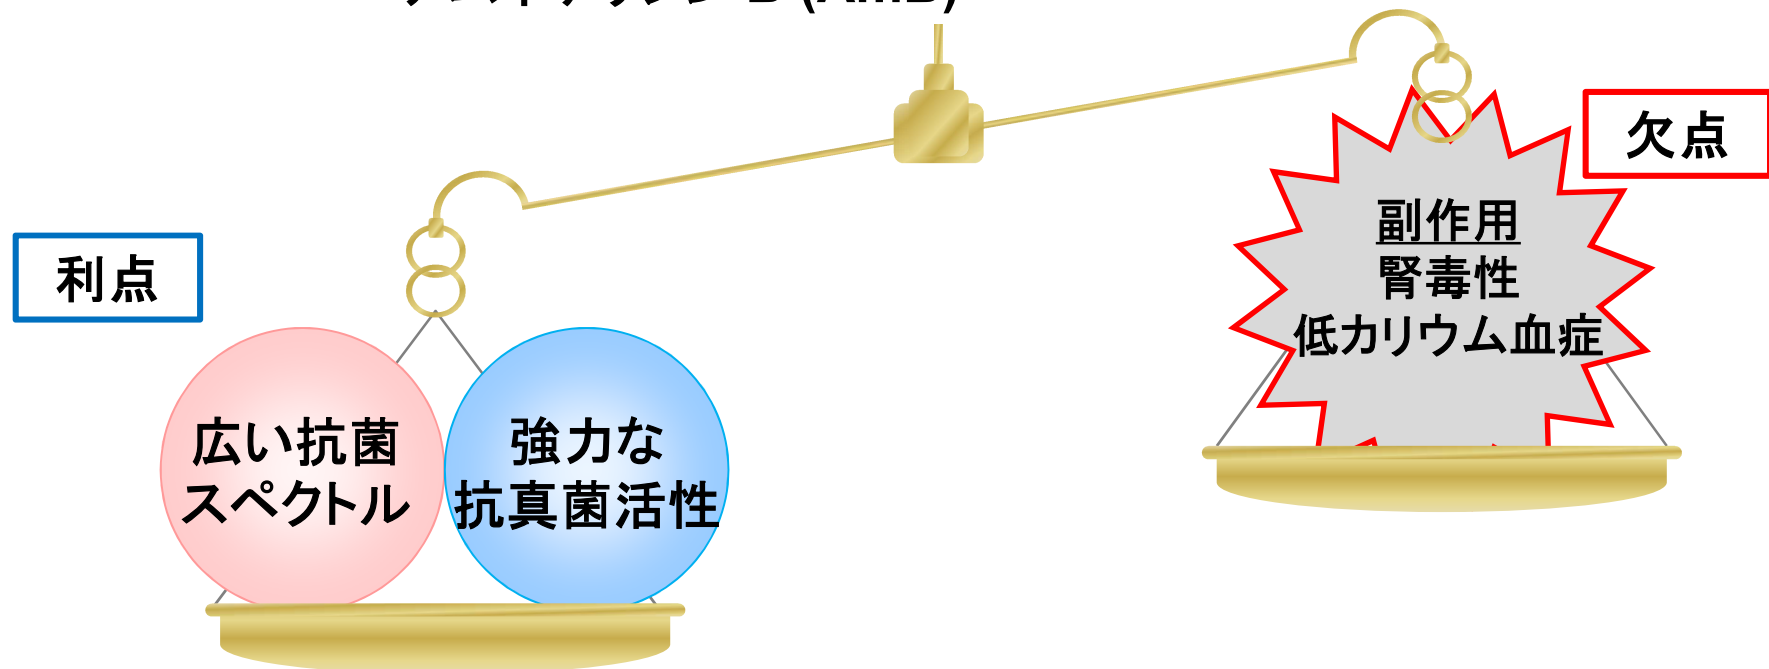 B (AmB)
欠点
副作用
腎毒性
低カリウム血症
利点
広い抗菌
スペクトル
強力な
抗真菌活性